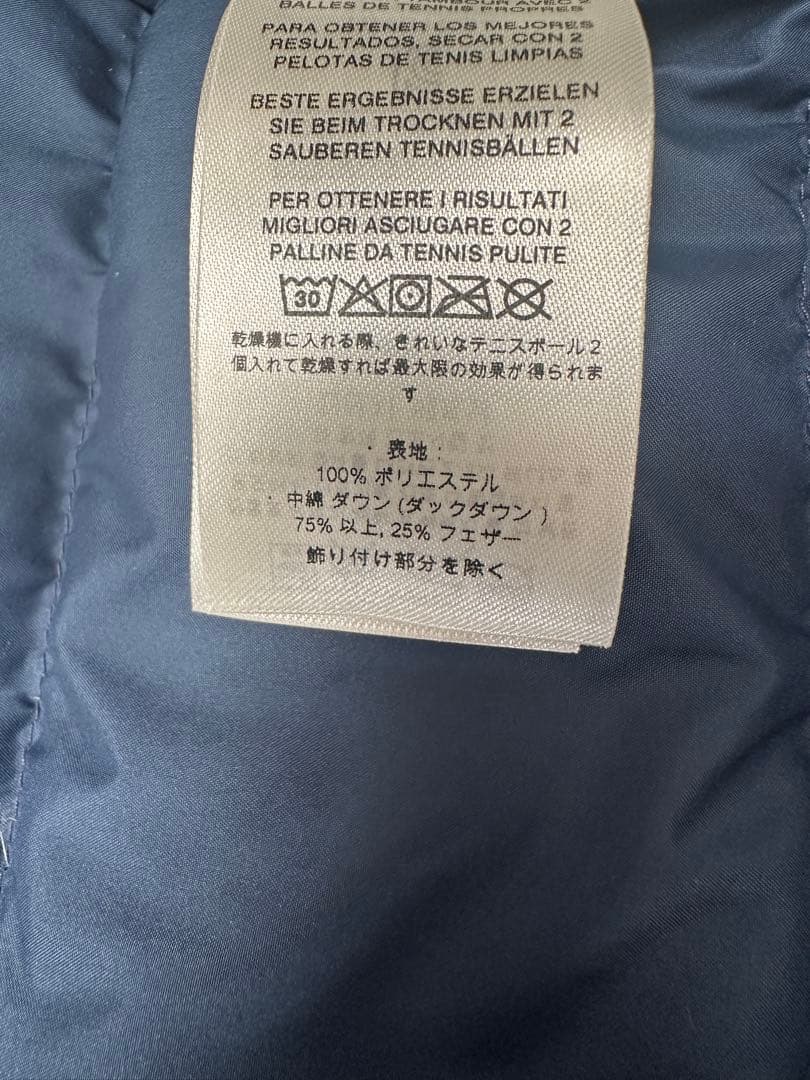 BALLES DE TENNIS PROPRES
PARA OBTENER LOS MEJORES
RESULTADOS, SECAR CON 2
PELOTAS DE TENIS LIMPIAS
BESTE ERGEBNISSE ERZIELEN
SIE BEIM TROCKNEN MIT 2
SAUBEREN TENNISBÄLLEN
PER OTTENERE I RISULTATI
MIGLIORI ASCIUGARE CON 2
PALLINE DA TENNIS PULITE
30
乾燥機に入れる際、きれいなテニスボール2
個入れて乾燥すれば最大限の効果が得られま
す
・表地:
100% ポリエステル
・中綿 ダウン (ダックダウン )
75% 以上, 25% フェザー
飾り付け部分を除く